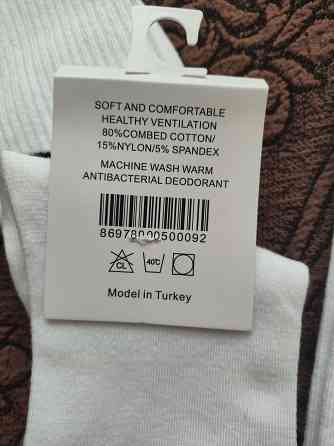 SOFT AND COMFORTABLE
HEALTHY VENTILATION
80%COMBED COTTON/
15%NYLON/5% SPANDEX
MACHINE WASH WARM
ANTIBACTERIAL DEODORANT
8697800500092
CL 40℃
Model in Turkey